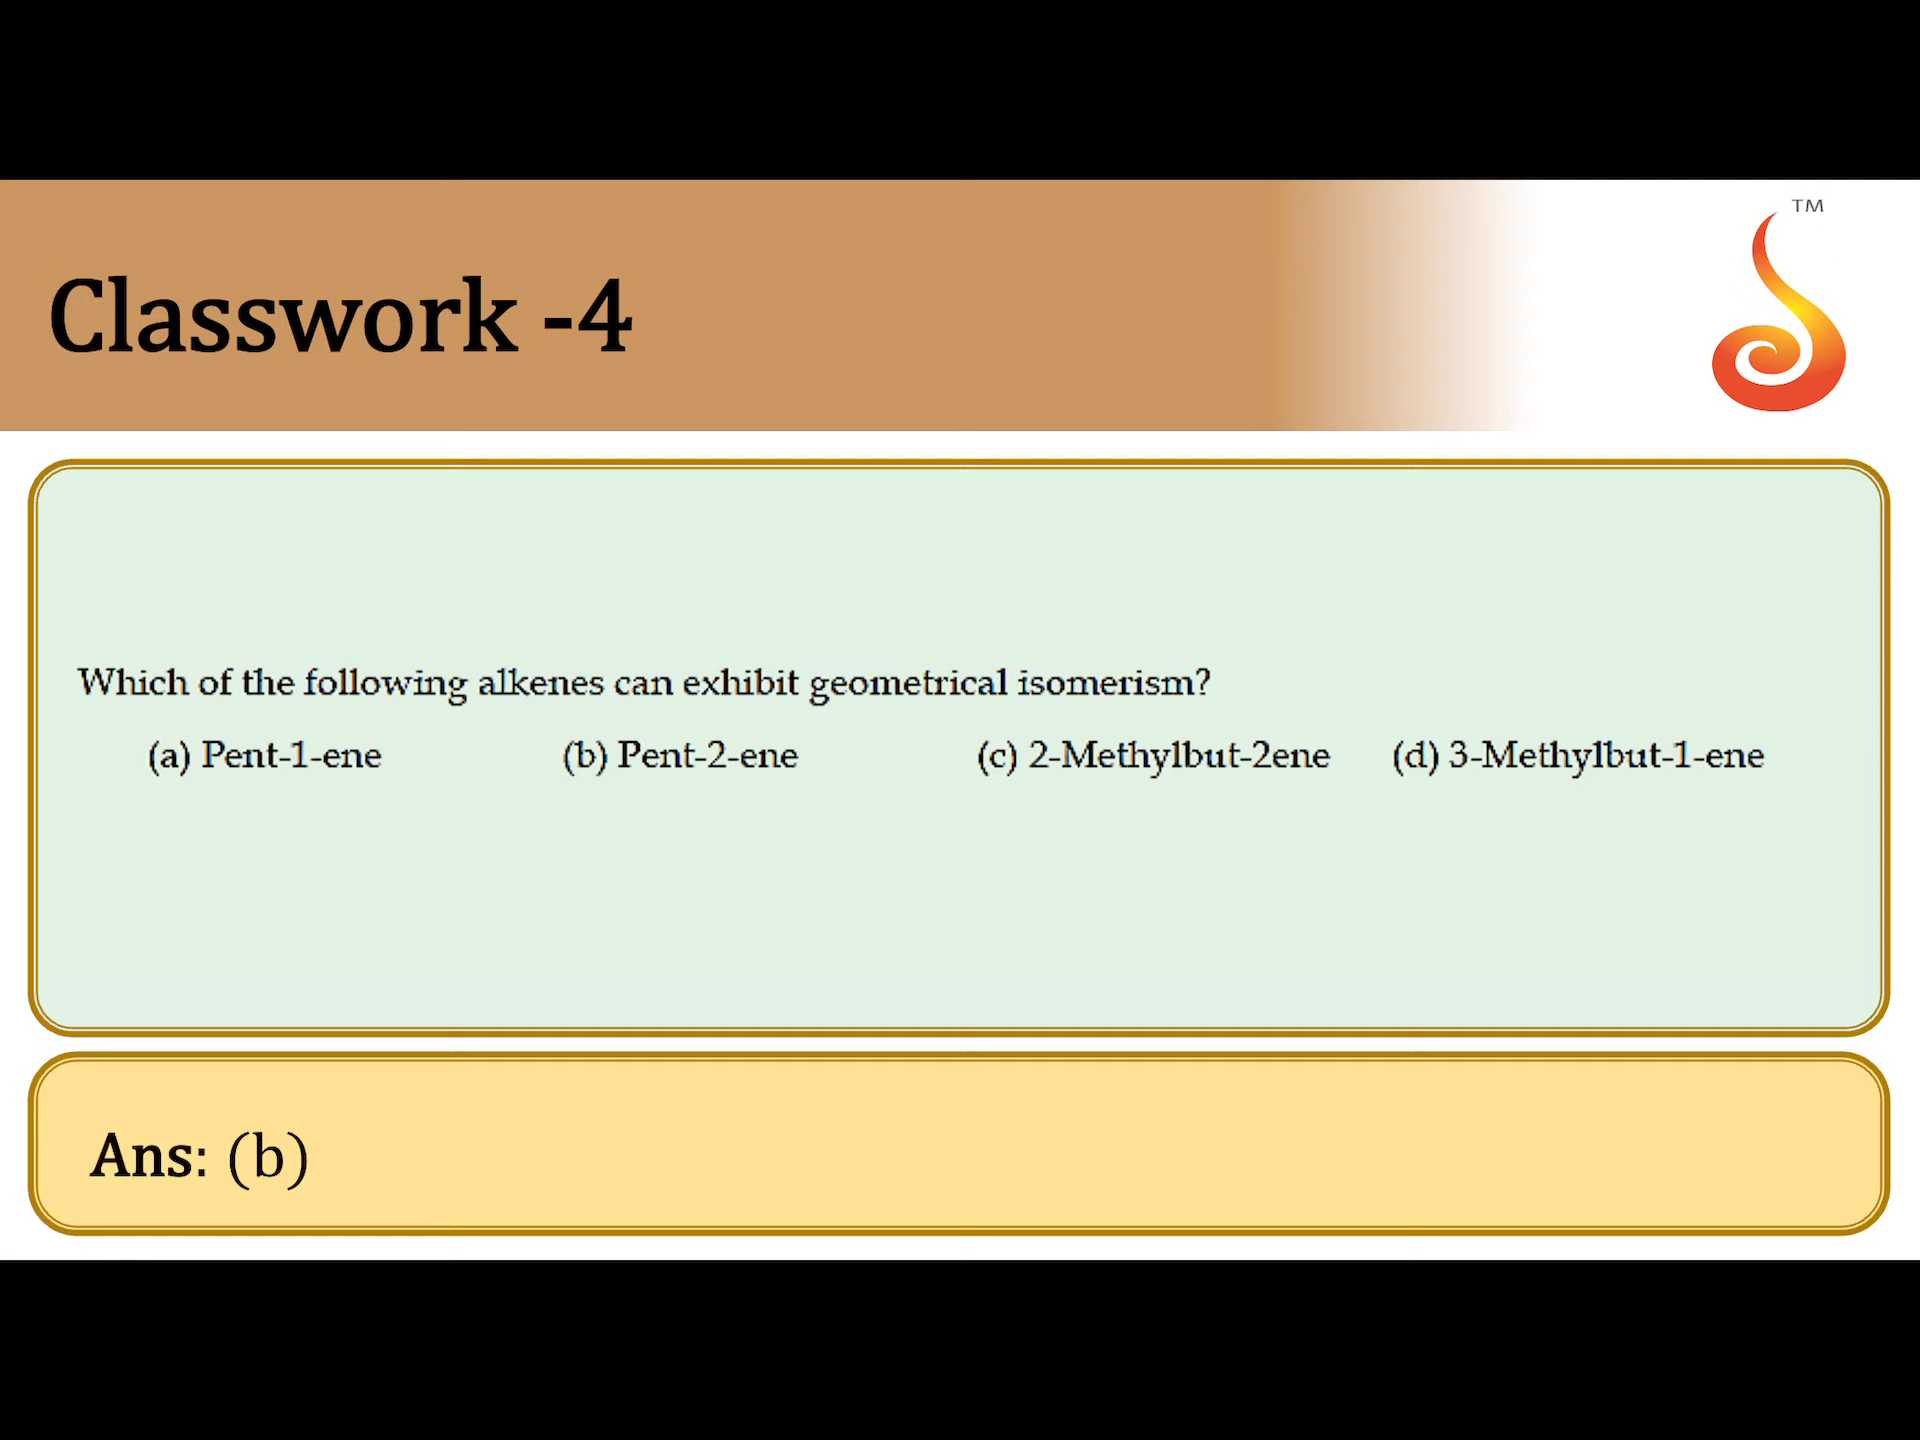 TM
Classwork -4
Which of the following alkenes can exhibit geometrical isomerism?
(a) Pent-1-ene (b) Pent-2-ene (c) 2-Methylbut-2ene (d) 3-Methylbut-1-ene
Ans: (b)